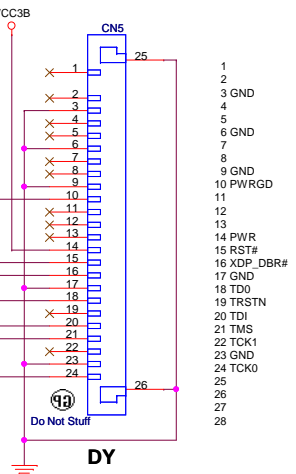 VCC3B
CN5
25
1
2
3
4
5
6
7
8
9
10
11
12
13
14
15
16
17
18
19
20
21
22
23
24
26
1
2
3 GND
4
5
6 GND
7
8
9 GND
10 PWRGD
11
12
13
14 PWR
15 RST#
16 XDP_DBR#
17 GND
18 TD0
19 TRSTN
20 TDI
21 TMS
22 TCK1
23 GND
24 TCK0
25
26
27
28
Do Not Stuff
DY